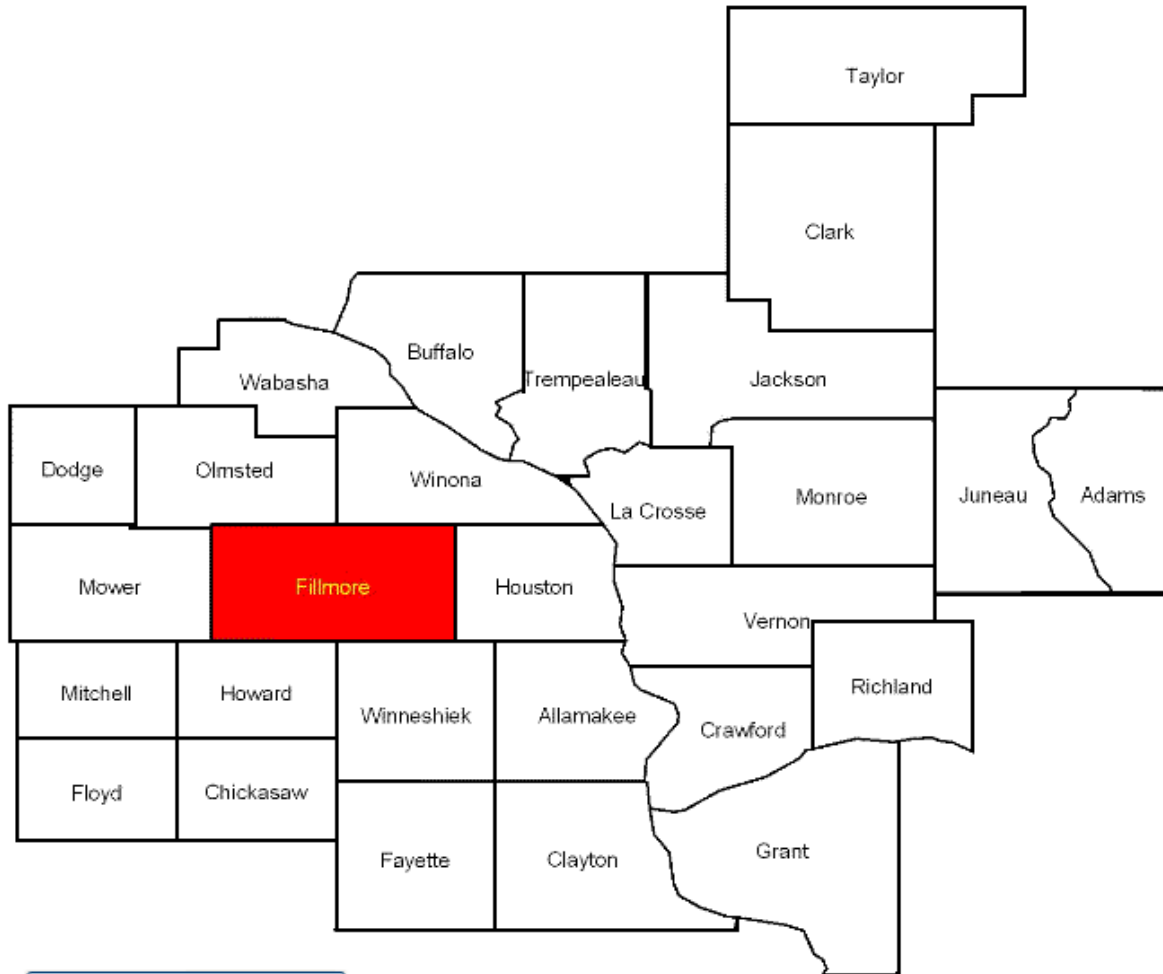 Taylor
Clark
Buffalo
Trempealeau
Jackson
Wabasha
Dodge
Olmsted
Winona
La Crosse
Monroe
Juneau
Adams
Mower
Fillmore
Houston
Vernon
Richland
Mitchell
Howard
Winneshiek
Allamakee
Crawford
Floyd
Chickasaw
Fayette
Clayton
Grant